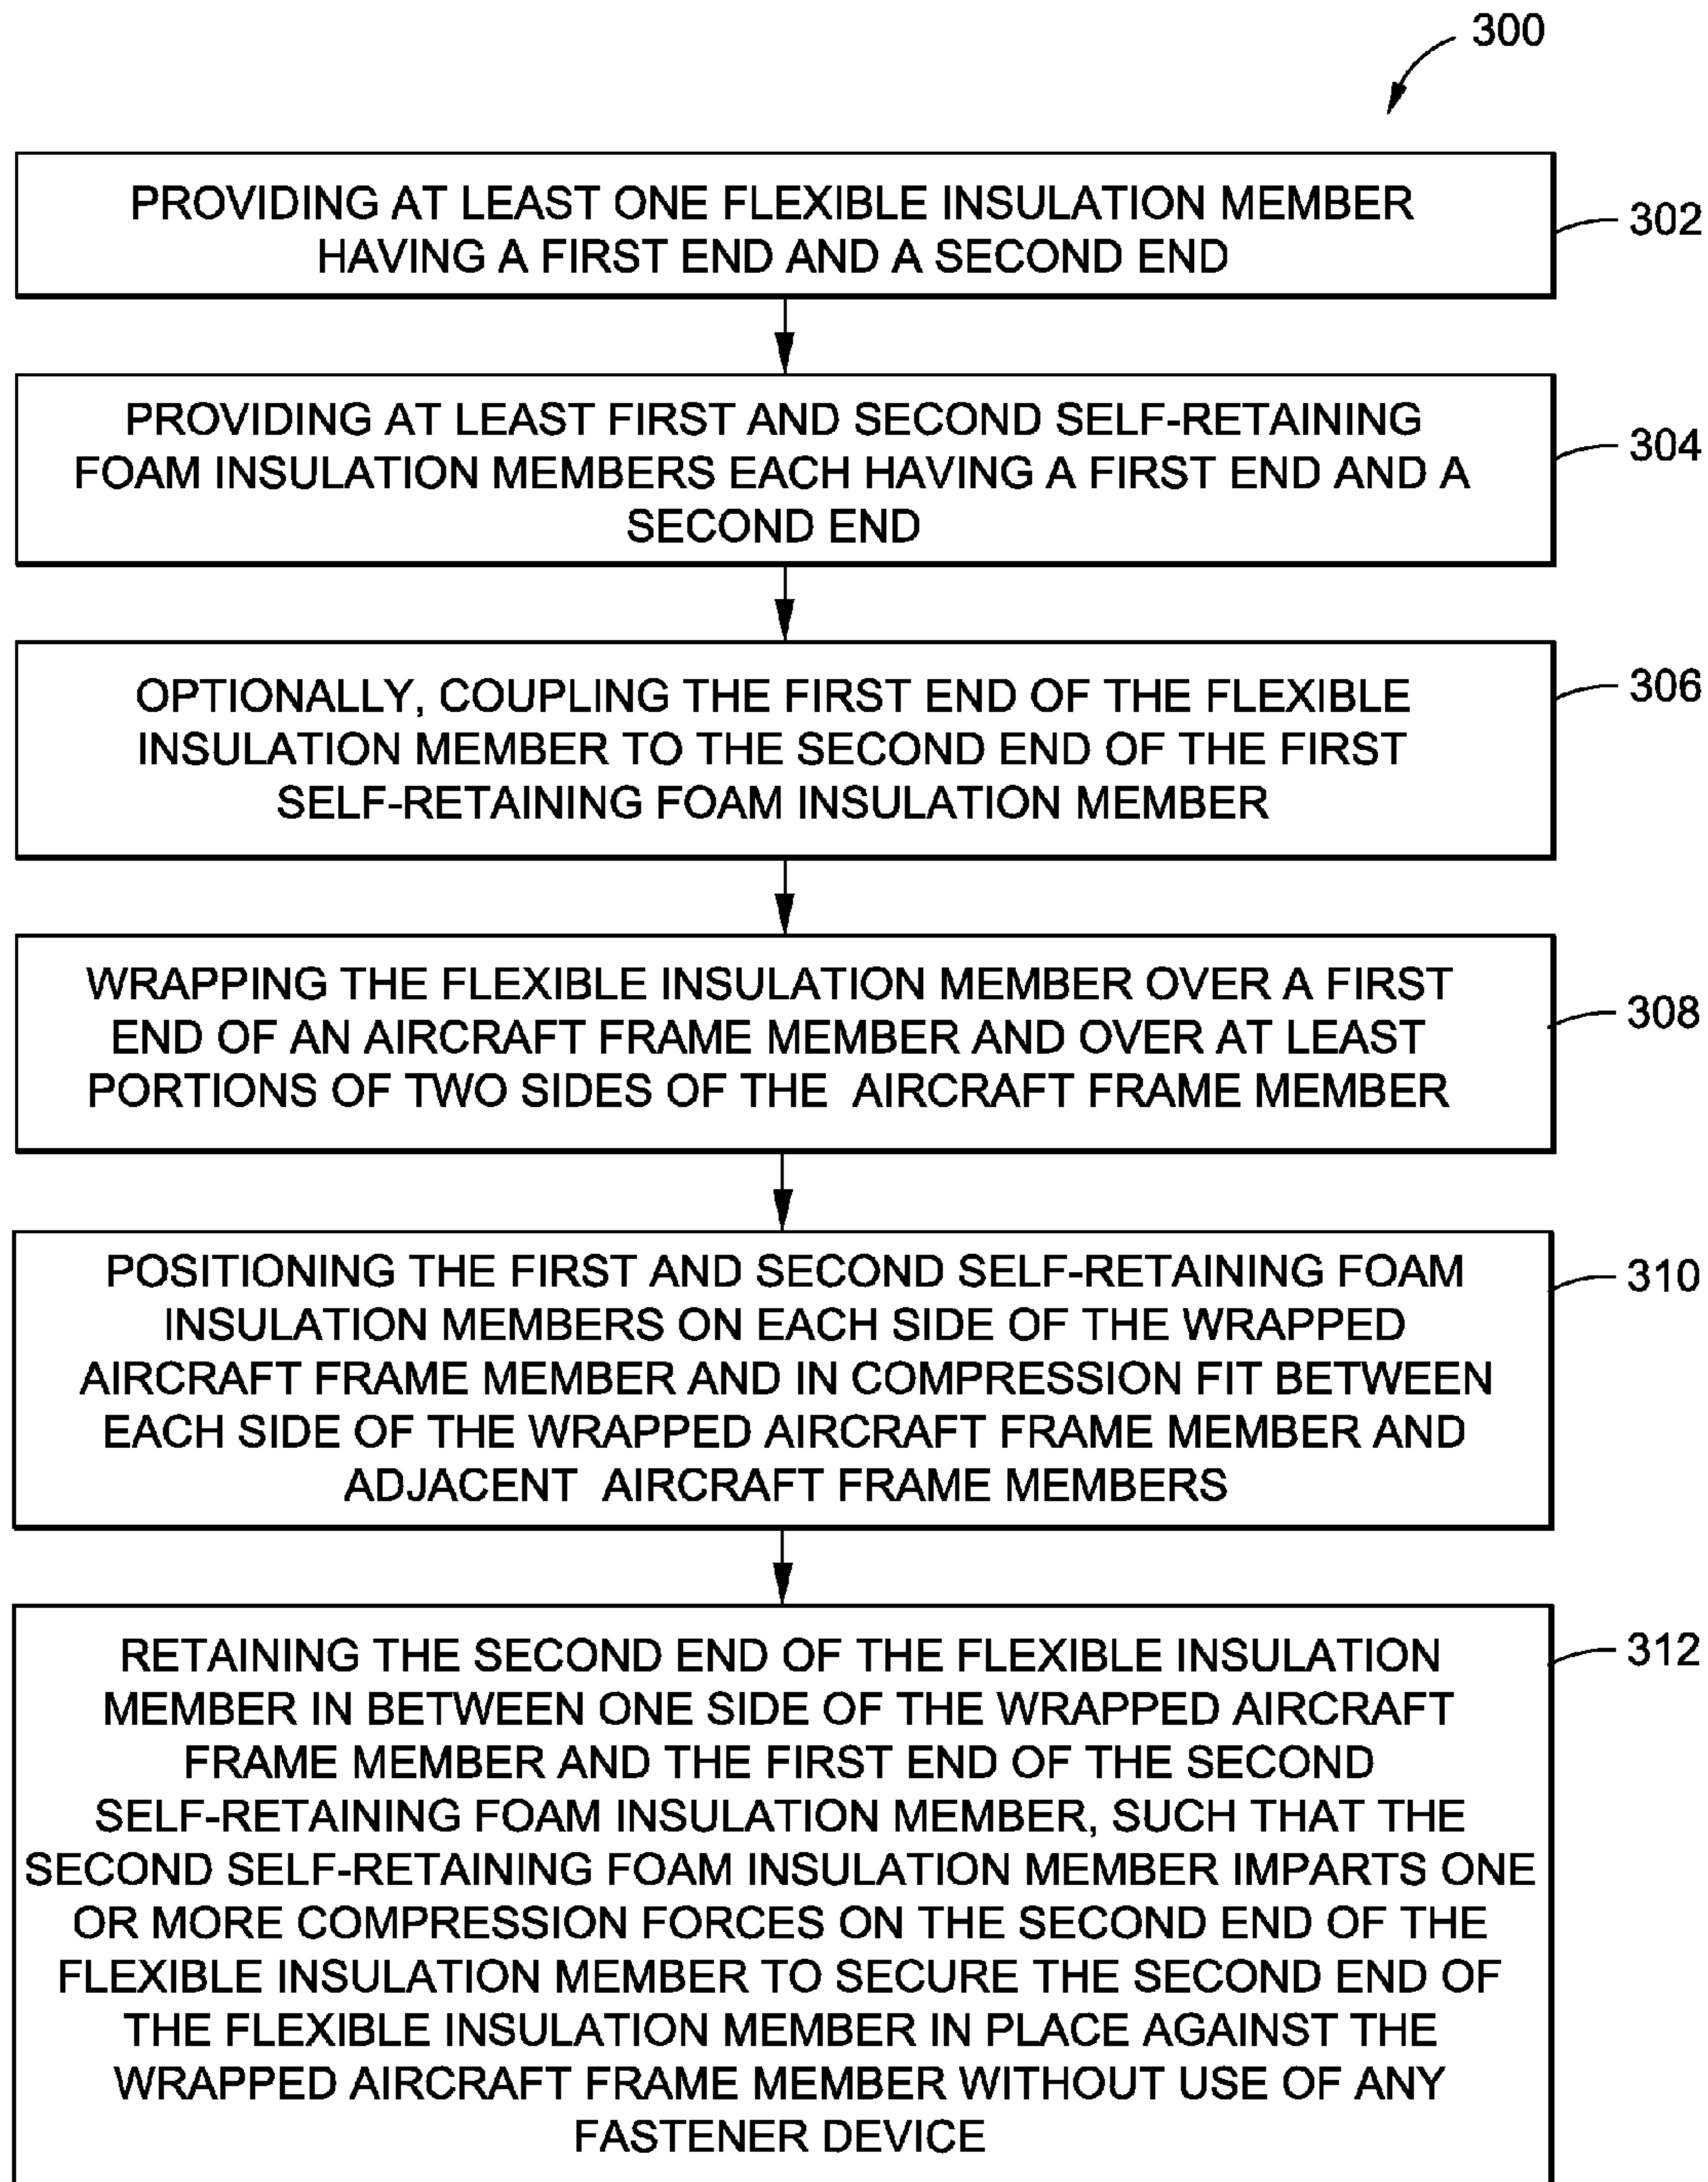 300
PROVIDING AT LEAST ONE FLEXIBLE INSULATION MEMBER
HAVING A FIRST END AND A SECOND END
302
PROVIDING AT LEAST FIRST AND SECOND SELF-RETAINING
FOAM INSULATION MEMBERS EACH HAVING A FIRST END AND A
SECOND END
304
OPTIONALLY, COUPLING THE FIRST END OF THE FLEXIBLE
INSULATION MEMBER TO THE SECOND END OF THE FIRST
SELF-RETAINING FOAM INSULATION MEMBER
306
WRAPPING THE FLEXIBLE INSULATION MEMBER OVER A FIRST
END OF AN AIRCRAFT FRAME MEMBER AND OVER AT LEAST
PORTIONS OF TWO SIDES OF THE AIRCRAFT FRAME MEMBER
308
POSITIONING THE FIRST AND SECOND SELF-RETAINING FOAM
INSULATION MEMBERS ON EACH SIDE OF THE WRAPPED
AIRCRAFT FRAME MEMBER AND IN COMPRESSION FIT BETWEEN
EACH SIDE OF THE WRAPPED AIRCRAFT FRAME MEMBER AND
ADJACENT AIRCRAFT FRAME MEMBERS
310
RETAINING THE SECOND END OF THE FLEXIBLE INSULATION
MEMBER IN BETWEEN ONE SIDE OF THE WRAPPED AIRCRAFT
FRAME MEMBER AND THE FIRST END OF THE SECOND
SELF-RETAINING FOAM INSULATION MEMBER, SUCH THAT THE
SECOND SELF-RETAINING FOAM INSULATION MEMBER IMPARTS ONE
OR MORE COMPRESSION FORCES ON THE SECOND END OF THE
FLEXIBLE INSULATION MEMBER TO SECURE THE SECOND END OF
THE FLEXIBLE INSULATION MEMBER IN PLACE AGAINST THE
WRAPPED AIRCRAFT FRAME MEMBER WITHOUT USE OF ANY
FASTENER DEVICE
312